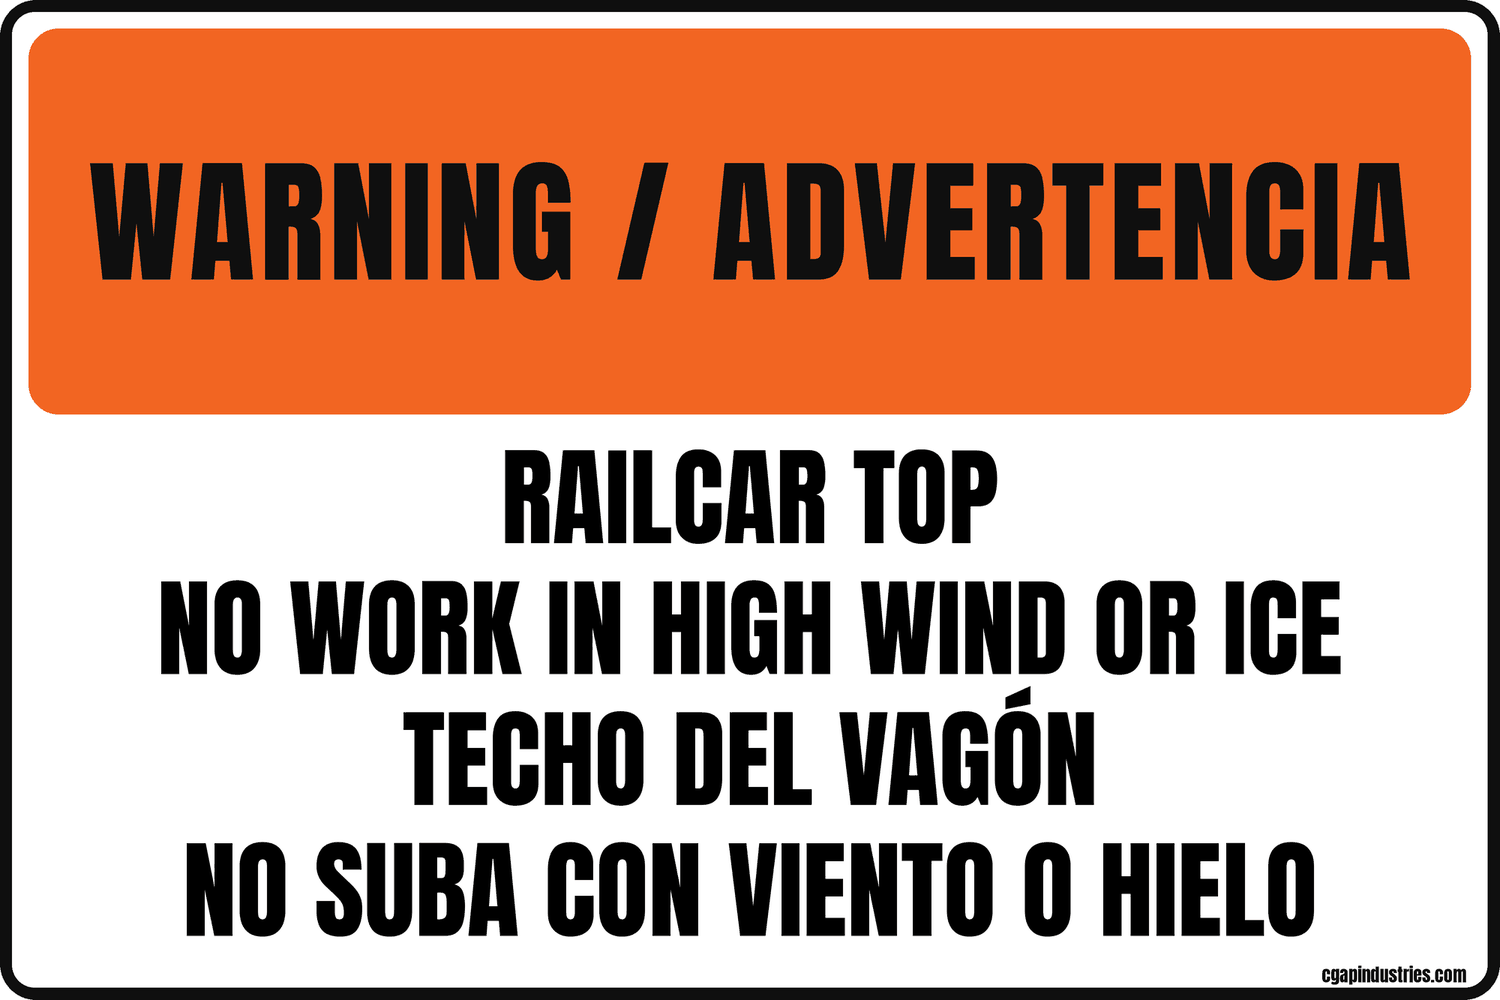 WARNING / ADVERTENCIA
RAILCAR TOP
NO WORK IN HIGH WIND OR ICE
TECHO DEL VAGÓN
NO SUBA CON VIENTO O HIELO
cgapindustries.com